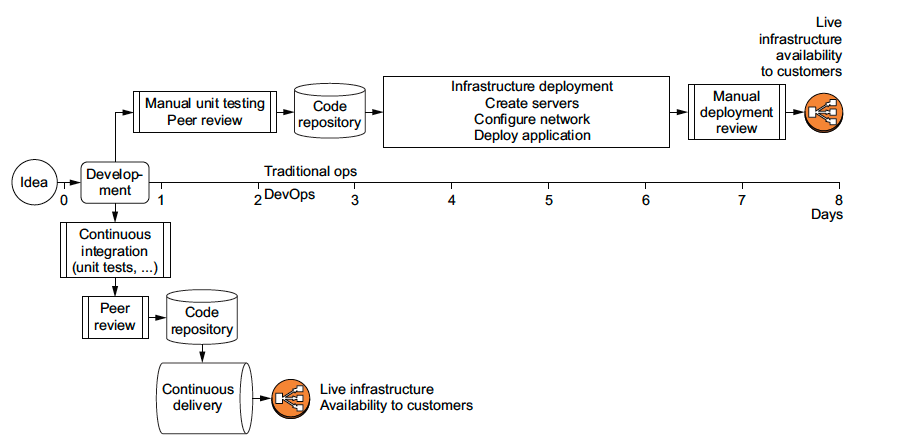 Live
infrastructure
availability
to customers
Manual unit testing
Peer review
Code
repository
Infrastructure deployment
Create servers
Configure network
Deploy application
Manual
deployment
review
Idea
Develop-
ment
Traditional ops
DevOps
0 1 2 3 4 5 6 7 8
Days
Continuous
integration
(unit tests, ...)
Peer
review
Code
repository
Continuous
delivery
Live infrastructure
Availability to customers